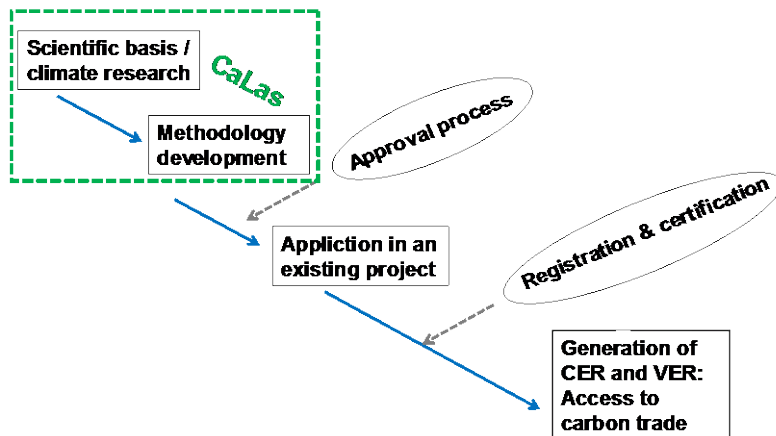 Scientific basis /
climate research
CaLas
Methodology
development
Approval process
Appliction in an
existing project
Registration & certification
Generation of
CER and VER:
Access to
carbon trade